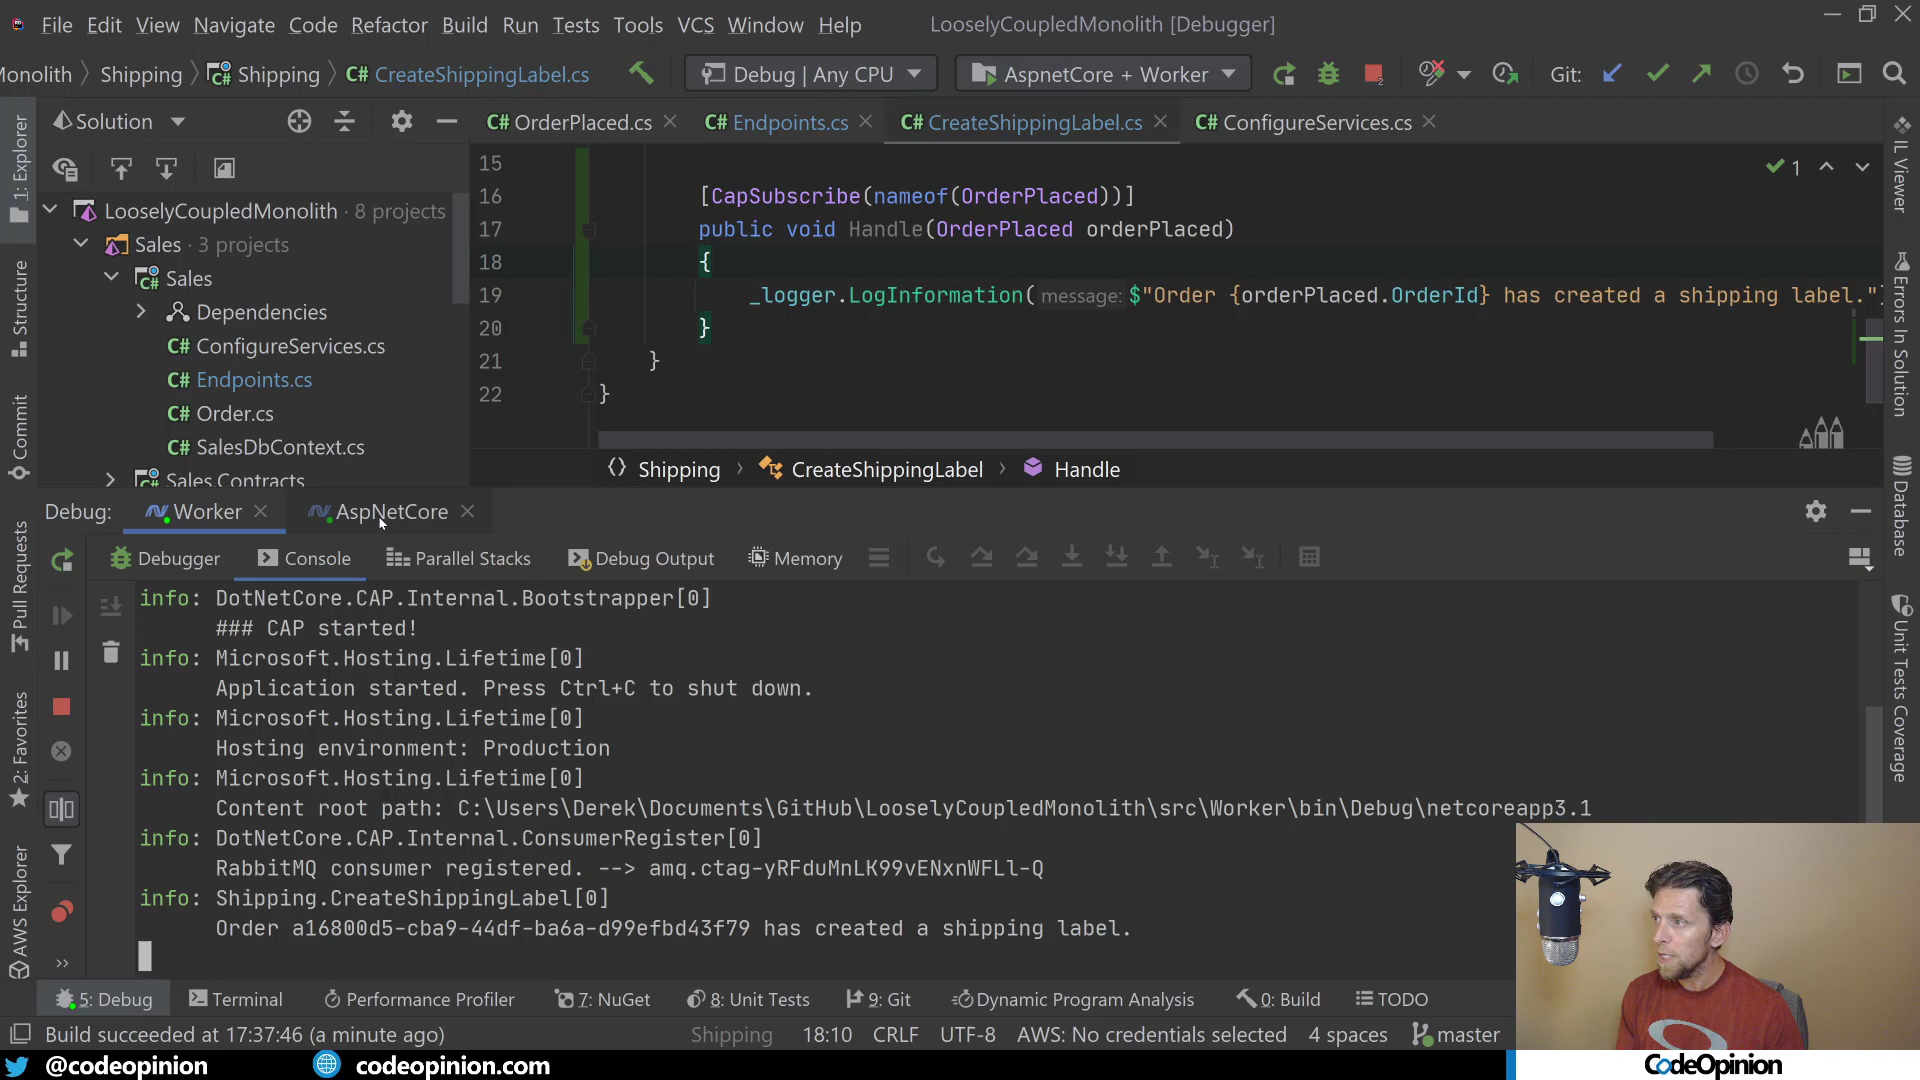 File Edit View Navigate Code Refactor Build Run Tests Tools VCS Window Help LooselyCoupledMonolith [Debugger]
Monolith Shipping Shipping C# CreateShippingLabel.cs Debug | Any CPU AspnetCore + Worker Git:
Solution C# OrderPlaced.cs C# Endpoints.cs C# CreateShippingLabel.cs C# ConfigureServices.cs
LooselyCoupledMonolith · 8 projects
Sales · 3 projects
Sales
Dependencies
C# ConfigureServices.cs
C# Endpoints.cs
C# Order.cs
C# SalesDbContext.cs
Sales.Contracts
15
16 [CapSubscribe(nameof(OrderPlaced))]
17 public void Handle(OrderPlaced orderPlaced)
18 {
19 _logger.LogInformation( message: $"Order {orderPlaced.OrderId} has created a shipping label."
20 }
21 }
22 }
1
Shipping CreateShippingLabel Handle
1: Explorer
Structure
Commit
Pull Requests
2: Favorites
AWS Explorer
IL Viewer
Errors In Solution
Database
Unit Tests Coverage
Debug: Worker AspNetCore
Debugger Console Parallel Stacks Debug Output Memory
info: DotNetCore.CAP.Internal.Bootstrapper[0]
### CAP started!
info: Microsoft.Hosting.Lifetime[0]
Application started. Press Ctrl+C to shut down.
info: Microsoft.Hosting.Lifetime[0]
Hosting environment: Production
info: Microsoft.Hosting.Lifetime[0]
Content root path: C:\Users\Derek\Documents\GitHub\LooselyCoupledMonolith\src\Worker\bin\Debug\netcoreapp3.1
info: DotNetCore.CAP.Internal.ConsumerRegister[0]
RabbitMQ consumer registered. --> amq.ctag-yRFduMnLK99vENxnWFLl-Q
info: Shipping.CreateShippingLabel[0]
Order a16800d5-cba9-44df-ba6a-d99efbd43f79 has created a shipping label.
5: Debug Terminal Performance Profiler 7: NuGet 8: Unit Tests 9: Git Dynamic Program Analysis 0: Build TODO
Build succeeded at 17:37:46 (a minute ago) Shipping 18:10 CRLF UTF-8 AWS: No credentials selected 4 spaces master
@codeopinion codeopinion.com CodeOpinion